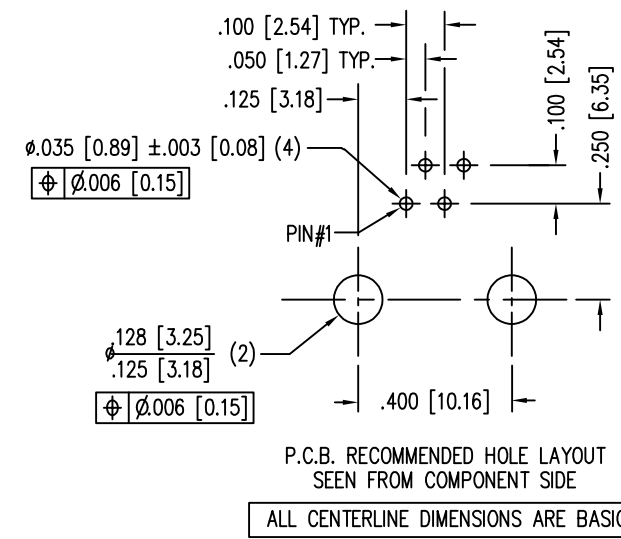 .100 [2.54] TYP.
.050 [1.27] TYP.
.125 [3.18]
.100 [2.54]
.250 [6.35]
⌀.035 [0.89] ±.003 [0.08] (4)
⌖ ⌀.006 [0.15]
PIN#1
⌀ .128 [3.25]
.125 [3.18] (2)
⌖ ⌀.006 [0.15]
.400 [10.16]
P.C.B. RECOMMENDED HOLE LAYOUT
SEEN FROM COMPONENT SIDE
ALL CENTERLINE DIMENSIONS ARE BASIC